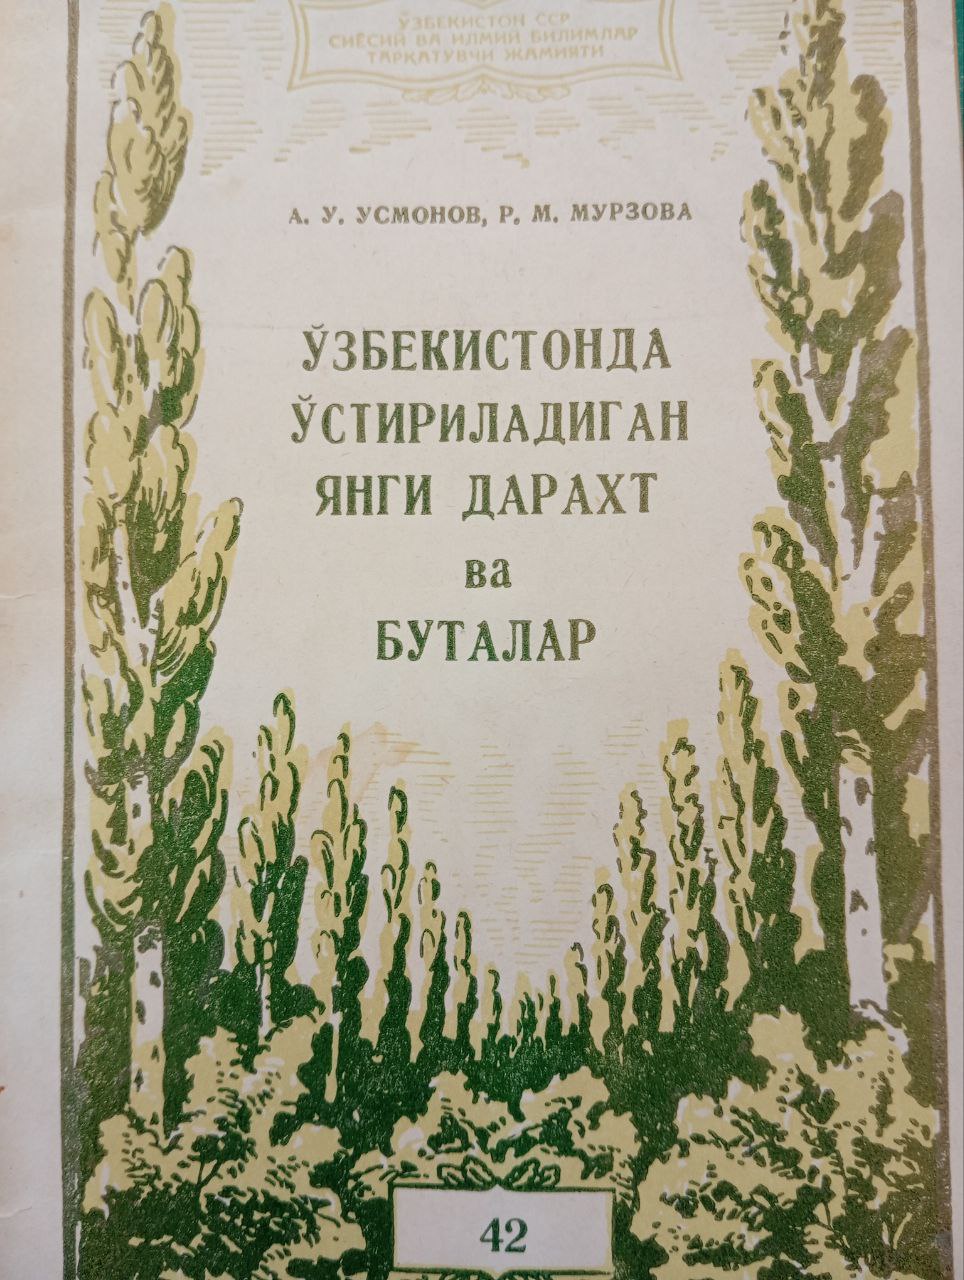 ЎЗБЕКИСТОН ССР
СИЁСИЙ ВА ИЛМИЙ БИЛИМЛАР
ТАРҚАТУВЧИ ЖАМИЯТИ
А. У. УСМОНОВ, Р. М. МУРЗОВА
ЎЗБЕКИСТОНДА
ЎСТИРИЛАДИГАН
ЯНГИ ДАРАХТ
ва
БУТАЛАР
42